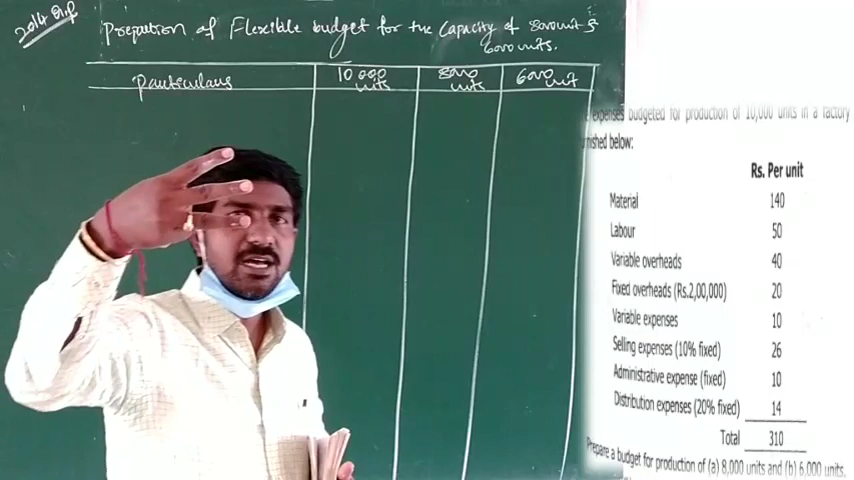 2014 
Prepation of Flexible budget for the Capacity of 8000 units
6000 units.
Particulars 10000 units 8000 units 6000 unit
expenses budgeted for production of 10,000 units in a factory
nished below:
Rs. Per unit
Material 140
Labour 50
Variable overheads 40
Fixed overheads (Rs.2,00,000) 20
Variable expenses 10
Selling expenses (10% fixed) 26
Administrative expense (fixed) 10
Distribution expenses (20% fixed) 14
Total 310
Prepare a budget for production of (a) 8,000 units and (b) 6,000 units.